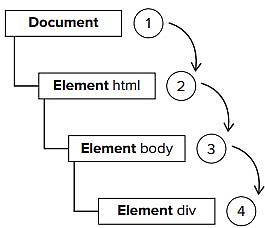 Document 1
Element html 2
Element body 3
Element div 4